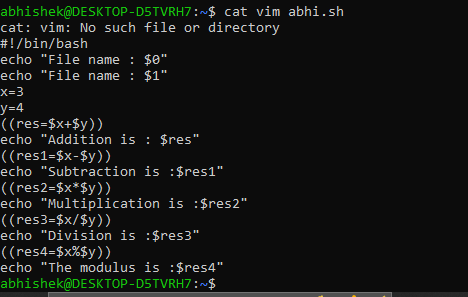 abhishek@DESKTOP-D5TVRH7:~$ cat vim abhi.sh
cat: vim: No such file or directory
#!/bin/bash
echo "File name : $0"
echo "File name : $1"
x=3
y=4
((res=$x+$y))
echo "Addition is : $res"
((res1=$x-$y))
echo "Subtraction is :$res1"
((res2=$x*$y))
echo "Multiplication is :$res2"
((res3=$x/$y))
echo "Division is :$res3"
((res4=$x%$y))
echo "The modulus is :$res4"
abhishek@DESKTOP-D5TVRH7:~$